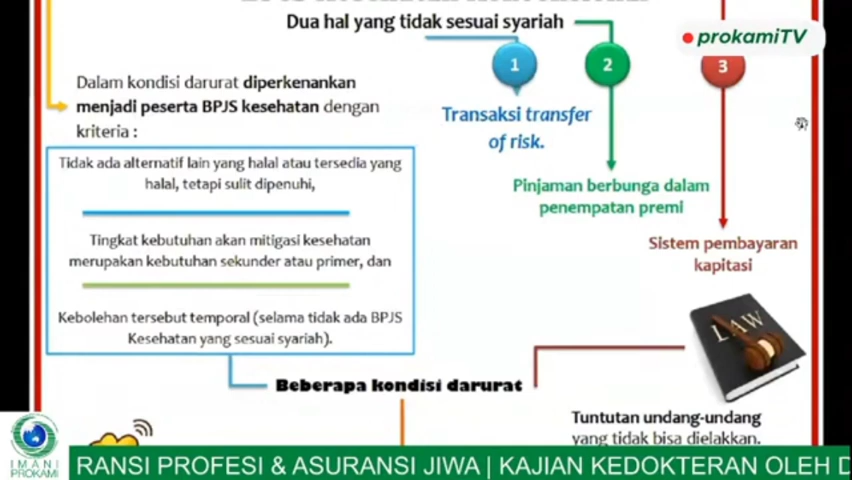 Dua hal yang tidak sesuai syariah
prokamiTV
1
2
3
Dalam kondisi darurat diperkenankan
menjadi peserta BPJS kesehatan dengan
kriteria :
Tidak ada alternatif lain yang halal atau tersedia yang
halal, tetapi sulit dipenuhi,
Tingkat kebutuhan akan mitigasi kesehatan
merupakan kebutuhan sekunder atau primer, dan
Kebolehan tersebut temporal (selama tidak ada BPJS
Kesehatan yang sesuai syariah).
Transaksi transfer
of risk.
Pinjaman berbunga dalam
penempatan premi
Sistem pembayaran
kapitasi
LAW
Beberapa kondisi darurat
Tuntutan undang-undang
yang tidak bisa dielakkan.
IMANI
PROKAMI
RANSI PROFESI & ASURANSI JIWA | KAJIAN KEDOKTERAN OLEH D